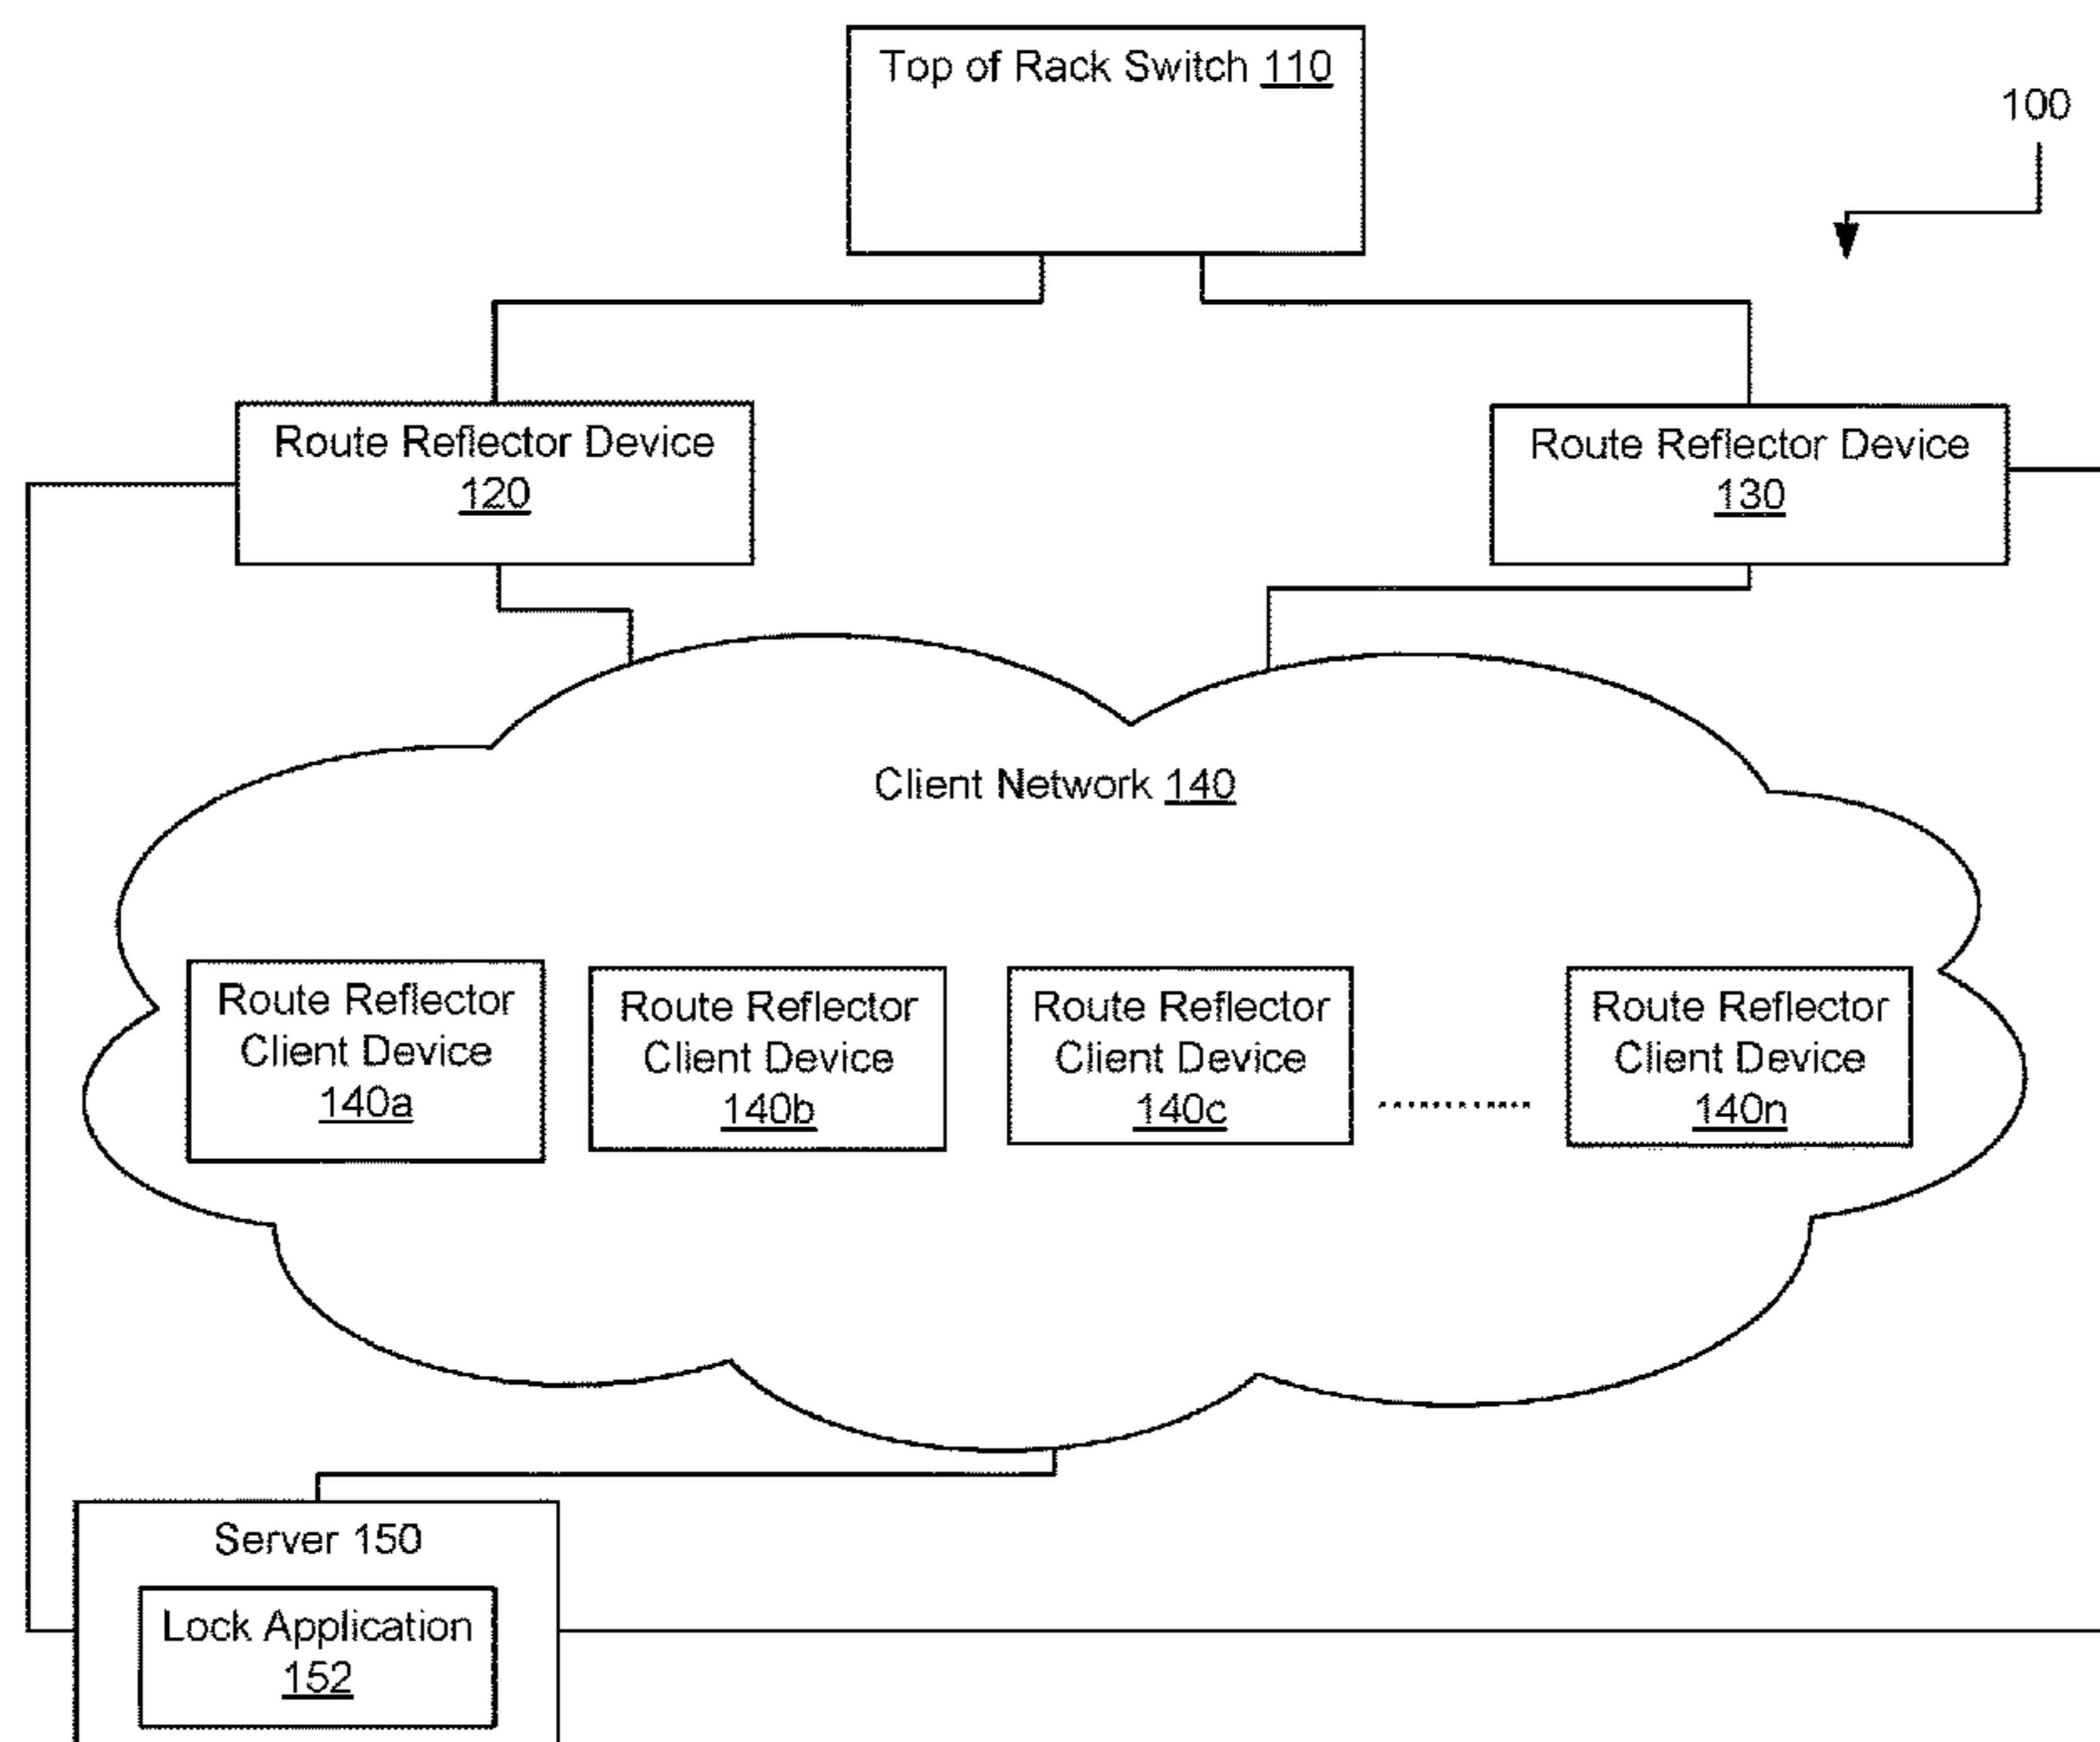 Top of Rack Switch 110
100
Route Reflector Device
120
Route Reflector Device
130
Client Network 140
Route Reflector
Client Device
140a
Route Reflector
Client Device
140b
Route Reflector
Client Device
140c
Route Reflector
Client Device
140n
Server 150
Lock Application
152